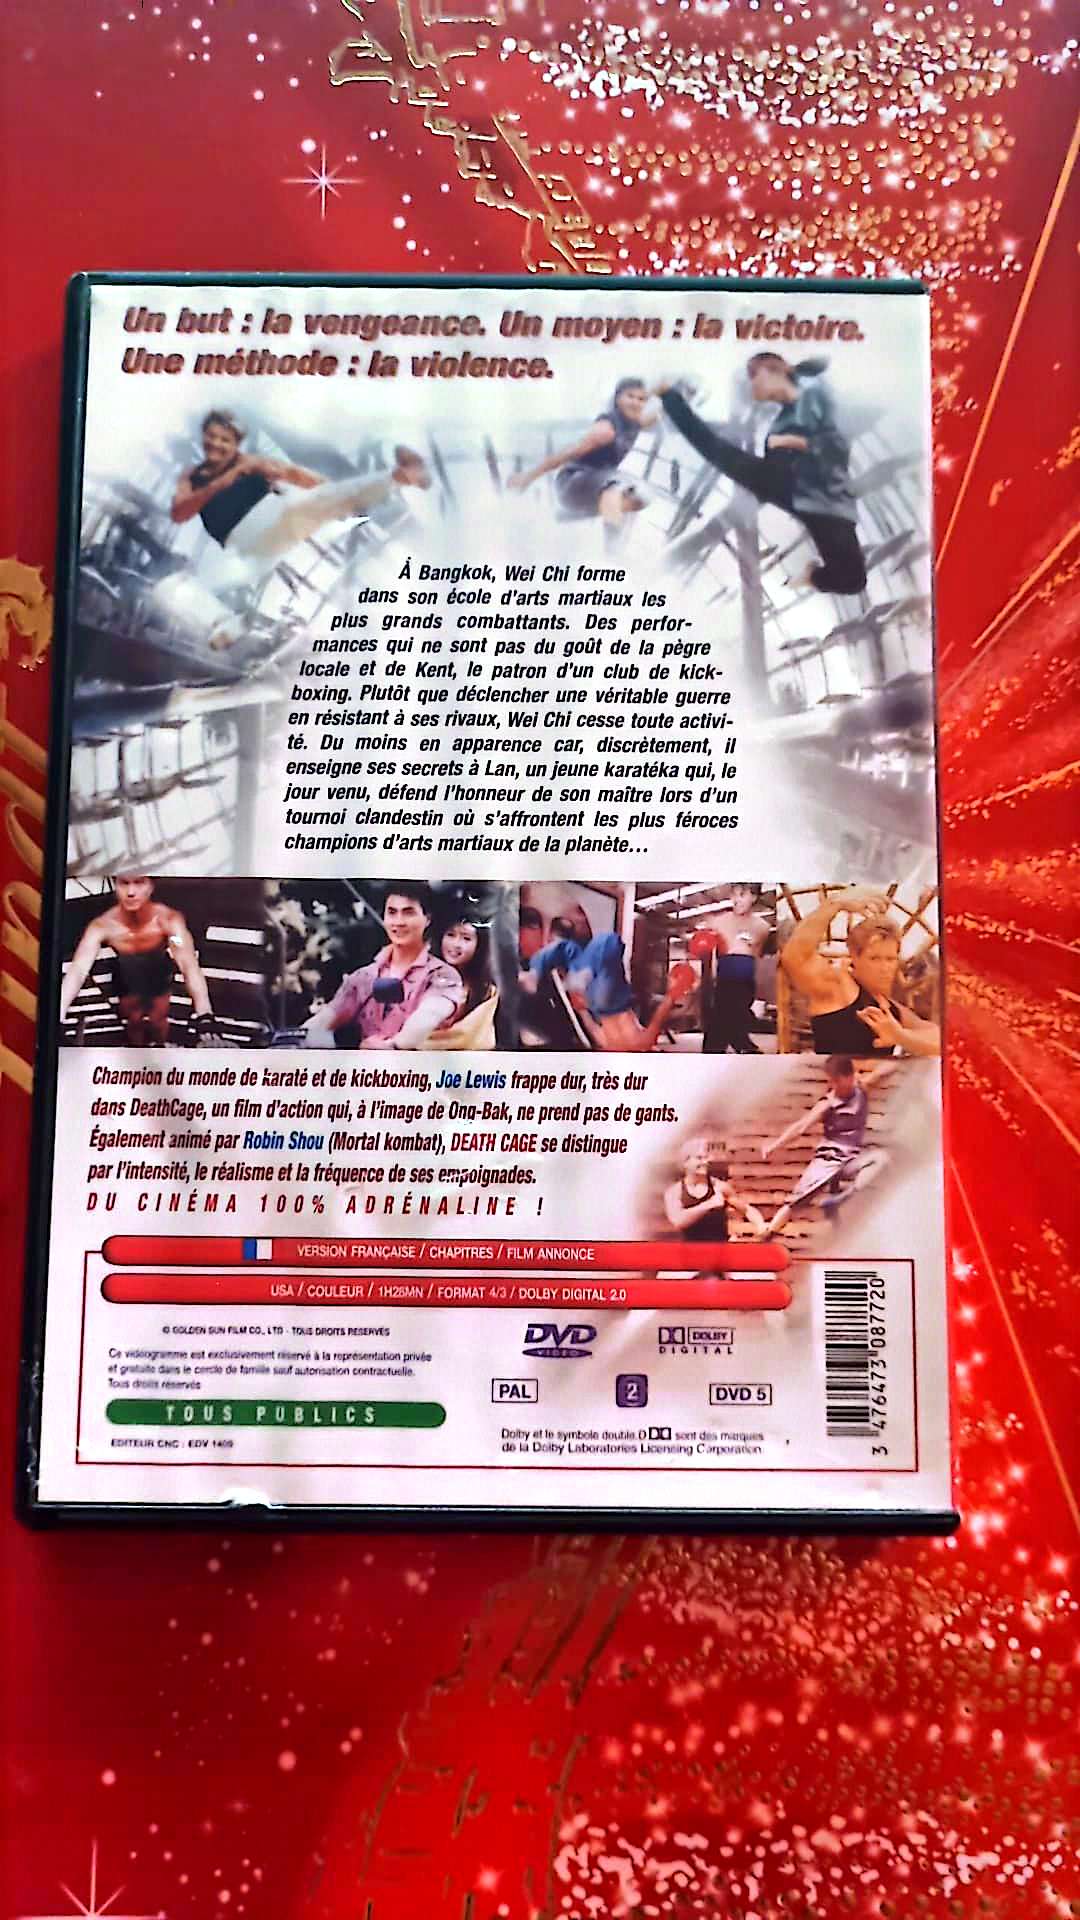 Un but : la vengeance. Un moyen : la victoire.
Une méthode : la violence.
À Bangkok, Wei Chi forme
dans son école d'arts martiaux les
plus grands combattants. Des perfor-
mances qui ne sont pas du goût de la pègre
locale et de Kent, le patron d'un club de kick-
boxing. Plutôt que déclencher une véritable guerre
en résistant à ses rivaux, Wei Chi cesse toute activi-
té. Du moins en apparence car, discrètement, il
enseigne ses secrets à Lan, un jeune karatéka qui, le
jour venu, défend l'honneur de son maître lors d'un
tournoi clandestin où s'affrontent les plus féroces
champions d'arts martiaux de la planète...
Champion du monde de karaté et de kickboxing, Joe Lewis frappe dur, très dur
dans DeathCage, un film d'action qui, à l'image de Ong-Bak, ne prend pas de gants.
Également animé par Robin Shou (Mortal kombat), DEATH CAGE se distingue
par l'intensité, le réalisme et la fréquence de ses empoignades.
DU CINÉMA 100% ADRÉNALINE !
VERSION FRANÇAISE / CHAPITRES / FILM ANNONCE
USA / COULEUR / 1H26MN / FORMAT 4/3 / DOLBY DIGITAL 2.0
© GOLDEN SUN FILM CO., LTD - TOUS DROITS RESERVÉS
Ce vidéogramme est exclusivement réservé à la représentation privée
et gratuite dans le cercle de famille sauf autorisation contractuelle.
Tous droits réservés
TOUS PUBLICS
EDITEUR CNC : EDV 1409
DVD VIDEO
DOLBY DIGITAL
PAL 2 DVD 5
Dolby et le symbole double D sont des marques
de la Dolby Laboratories Licensing Corporation
3 476473 087720